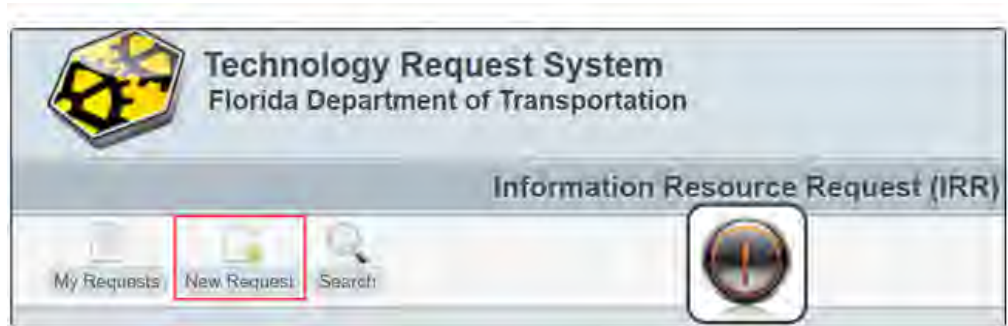 Technology Request System
Florida Department of Transportation
Information Resource Request (IRR)
My Requests New Request Search